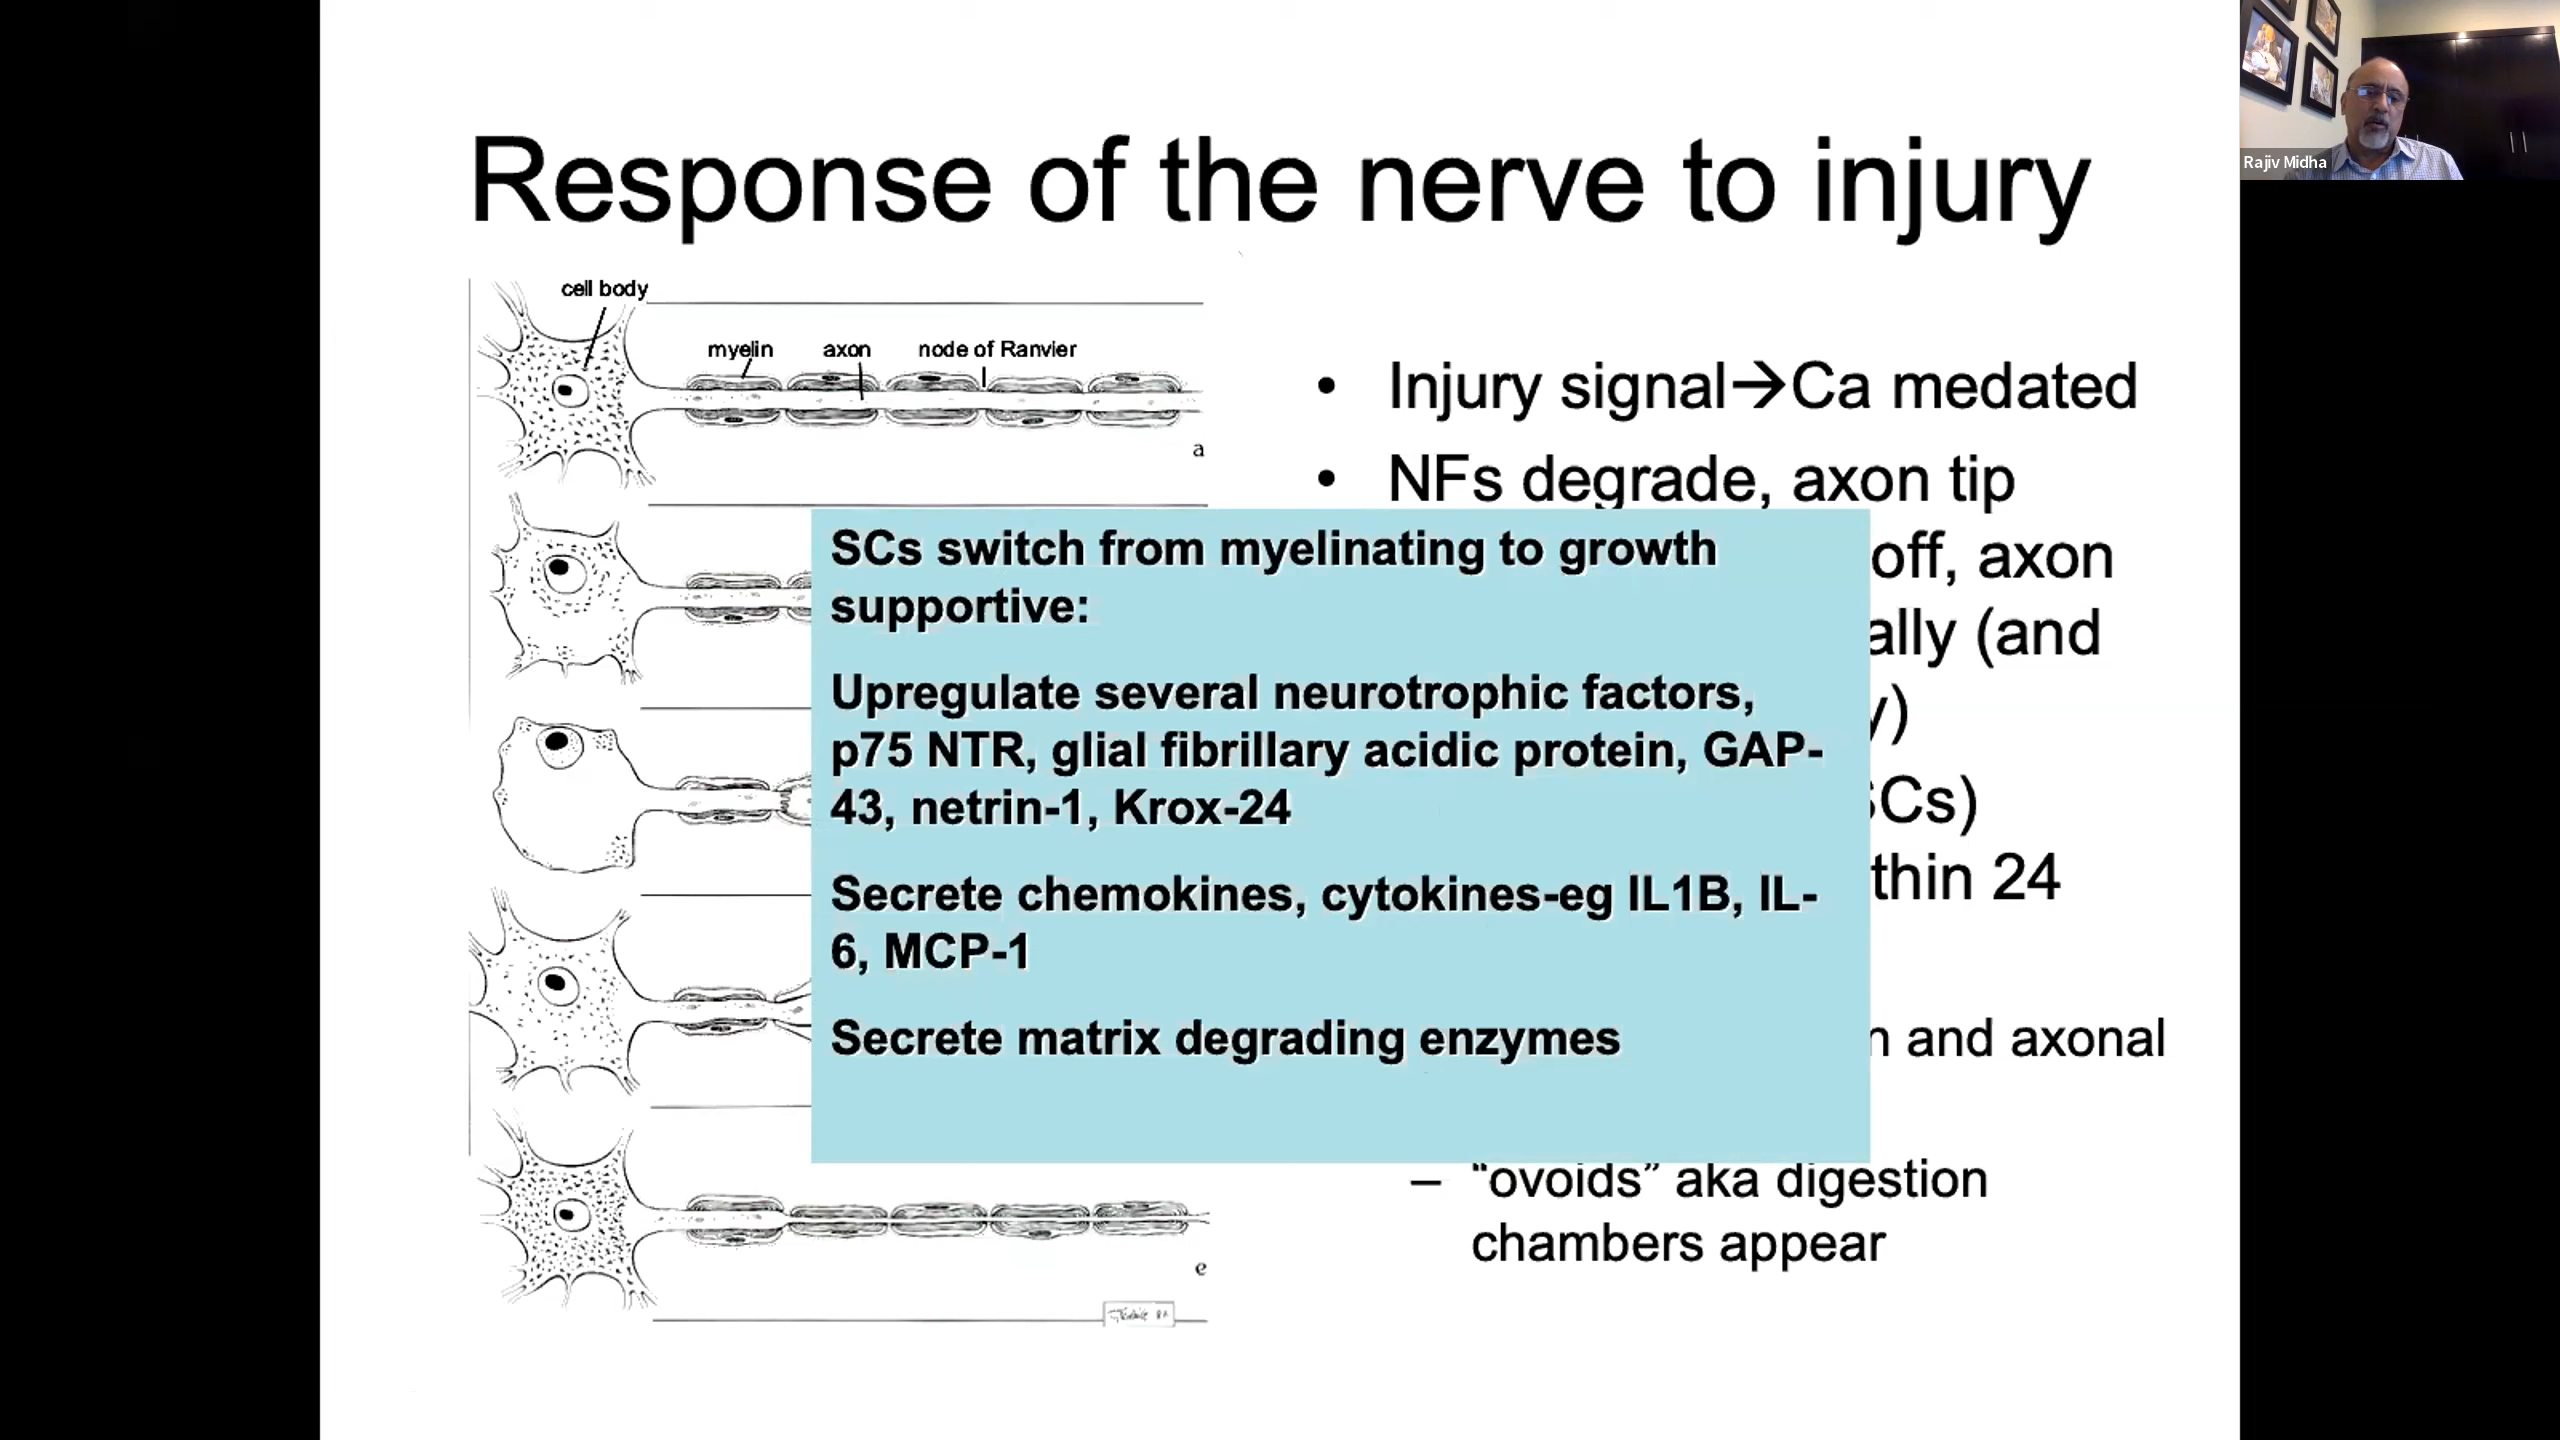 Response of the nerve to injury
Rajiv Midha
cell body
myelin axon node of Ranvier
a
e
• Injury signal→Ca medated
• NFs degrade, axon tip
off, axon
ally (and
y)
SCs)
thin 24
n and axonal
– “ovoids” aka digestion
chambers appear
SCs switch from myelinating to growth
supportive:
Upregulate several neurotrophic factors,
p75 NTR, glial fibrillary acidic protein, GAP-
43, netrin-1, Krox-24
Secrete chemokines, cytokines-eg IL1B, IL-
6, MCP-1
Secrete matrix degrading enzymes